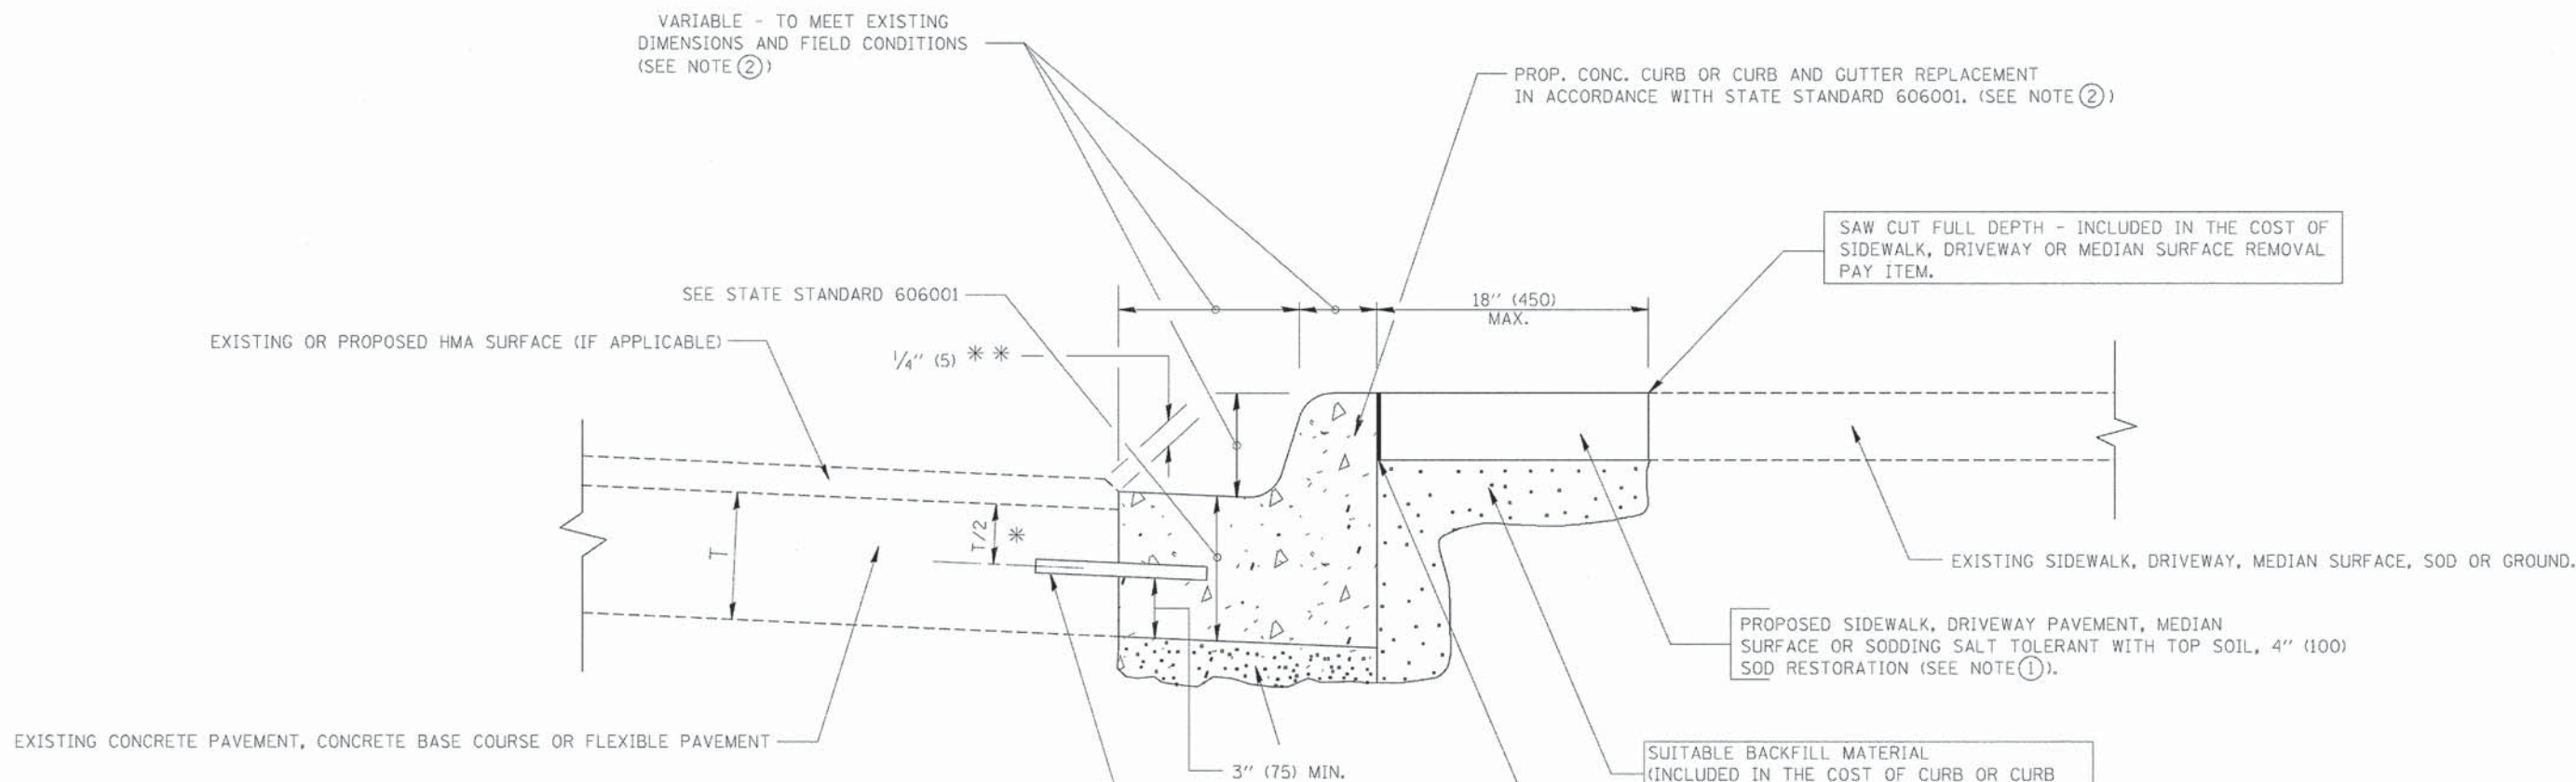 VARIABLE - TO MEET EXISTING
DIMENSIONS AND FIELD CONDITIONS
(SEE NOTE ②)
PROP. CONC. CURB OR CURB AND GUTTER REPLACEMENT
IN ACCORDANCE WITH STATE STANDARD 606001. (SEE NOTE ②)
SAW CUT FULL DEPTH - INCLUDED IN THE COST OF
SIDEWALK, DRIVEWAY OR MEDIAN SURFACE REMOVAL
PAY ITEM.
SEE STATE STANDARD 606001
18" (450)
MAX.
EXISTING OR PROPOSED HMA SURFACE (IF APPLICABLE)
1/4" (5) * *
T
T/2 *
EXISTING SIDEWALK, DRIVEWAY, MEDIAN SURFACE, SOD OR GROUND.
PROPOSED SIDEWALK, DRIVEWAY PAVEMENT, MEDIAN
SURFACE OR SODDING SALT TOLERANT WITH TOP SOIL, 4" (100)
SOD RESTORATION (SEE NOTE ①).
EXISTING CONCRETE PAVEMENT, CONCRETE BASE COURSE OR FLEXIBLE PAVEMENT
3" (75) MIN.
SUITABLE BACKFILL MATERIAL
(INCLUDED IN THE COST OF CURB OR CURB